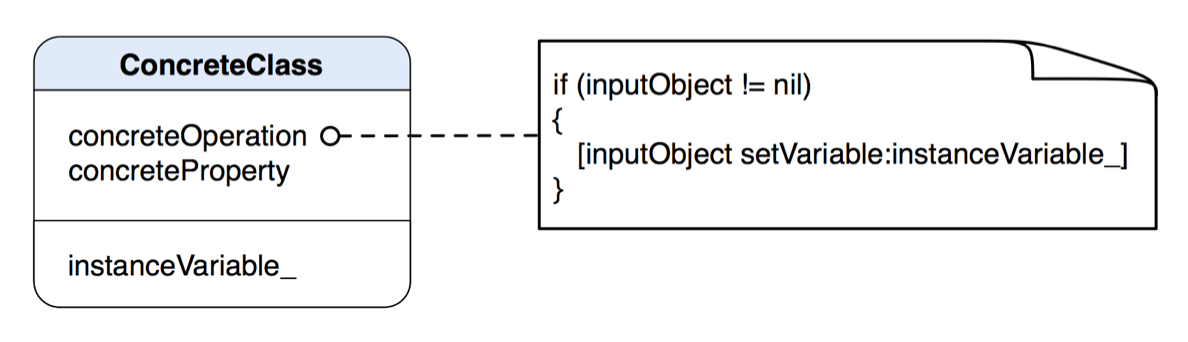 ConcreteClass
concreteOperation
concreteProperty
instanceVariable_
if (inputObject != nil)
{
[inputObject setVariable:instanceVariable_]
}